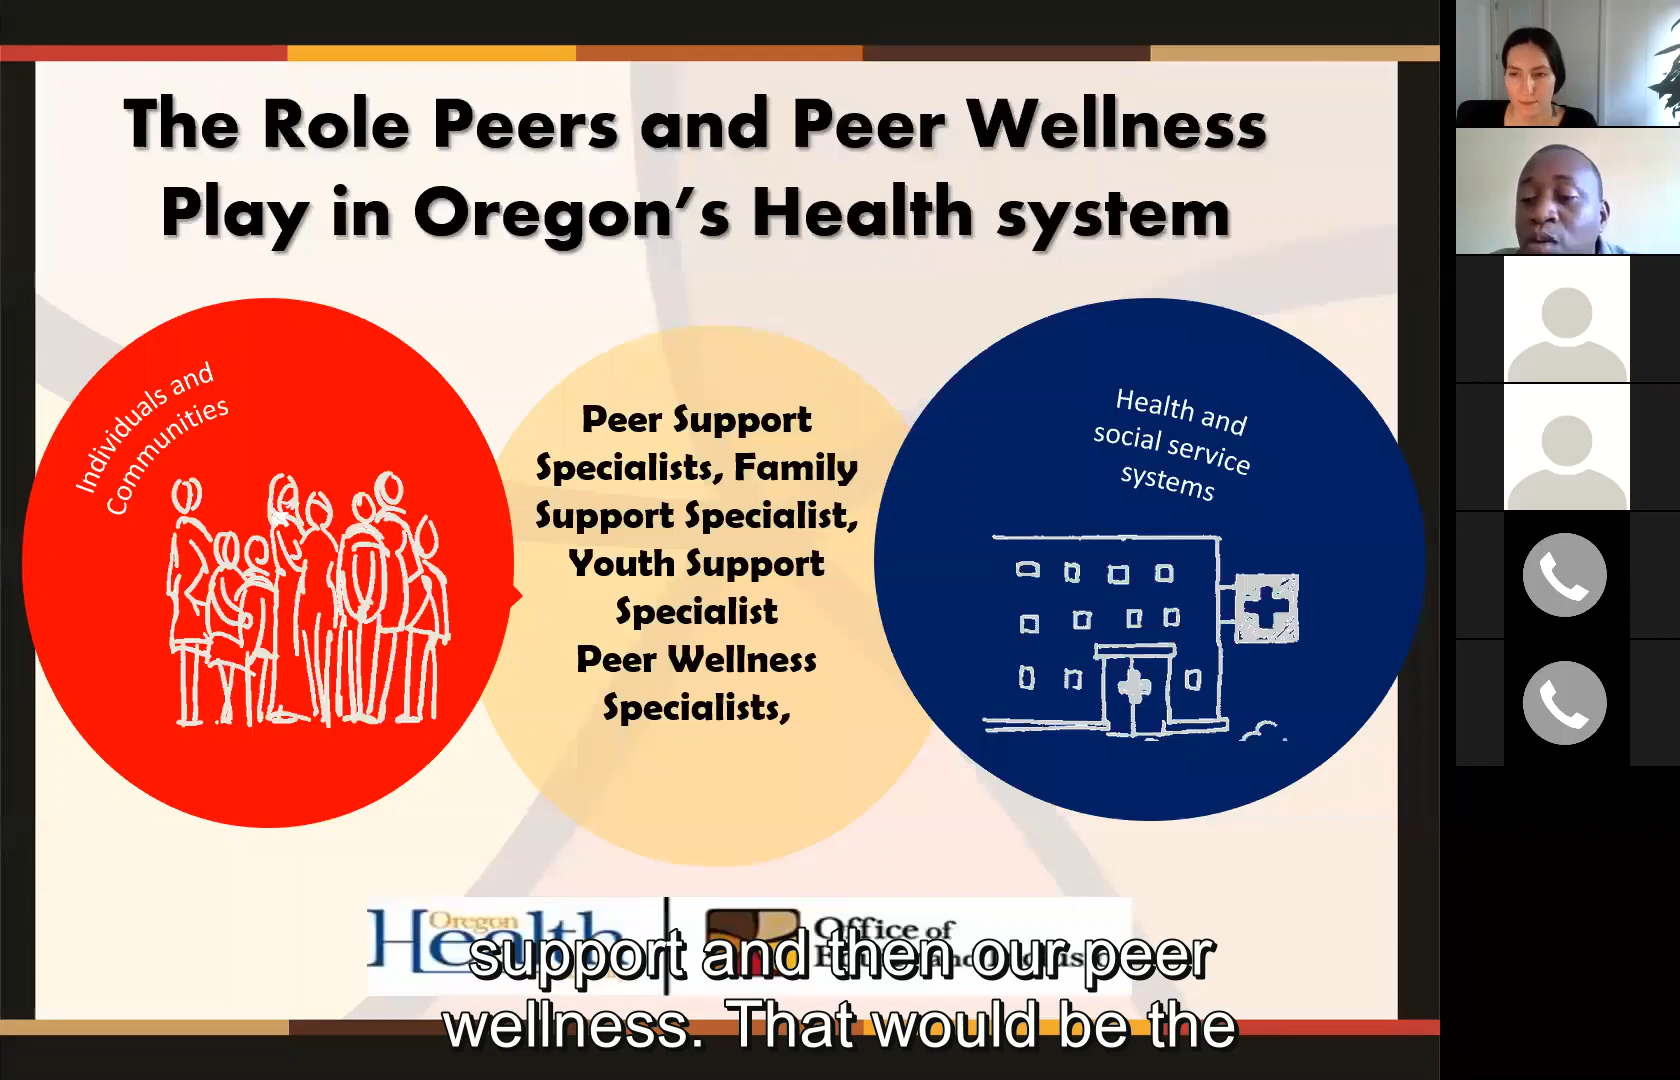 The Role Peers and Peer Wellness
Play in Oregon's Health system
Individuals and
Communities
Peer Support
Specialists, Family
Support Specialist,
Youth Support
Specialist
Peer Wellness
Specialists,
Health and
social service
systems
Oregon
Health
Office of
support and then our peer
wellness. That would be the